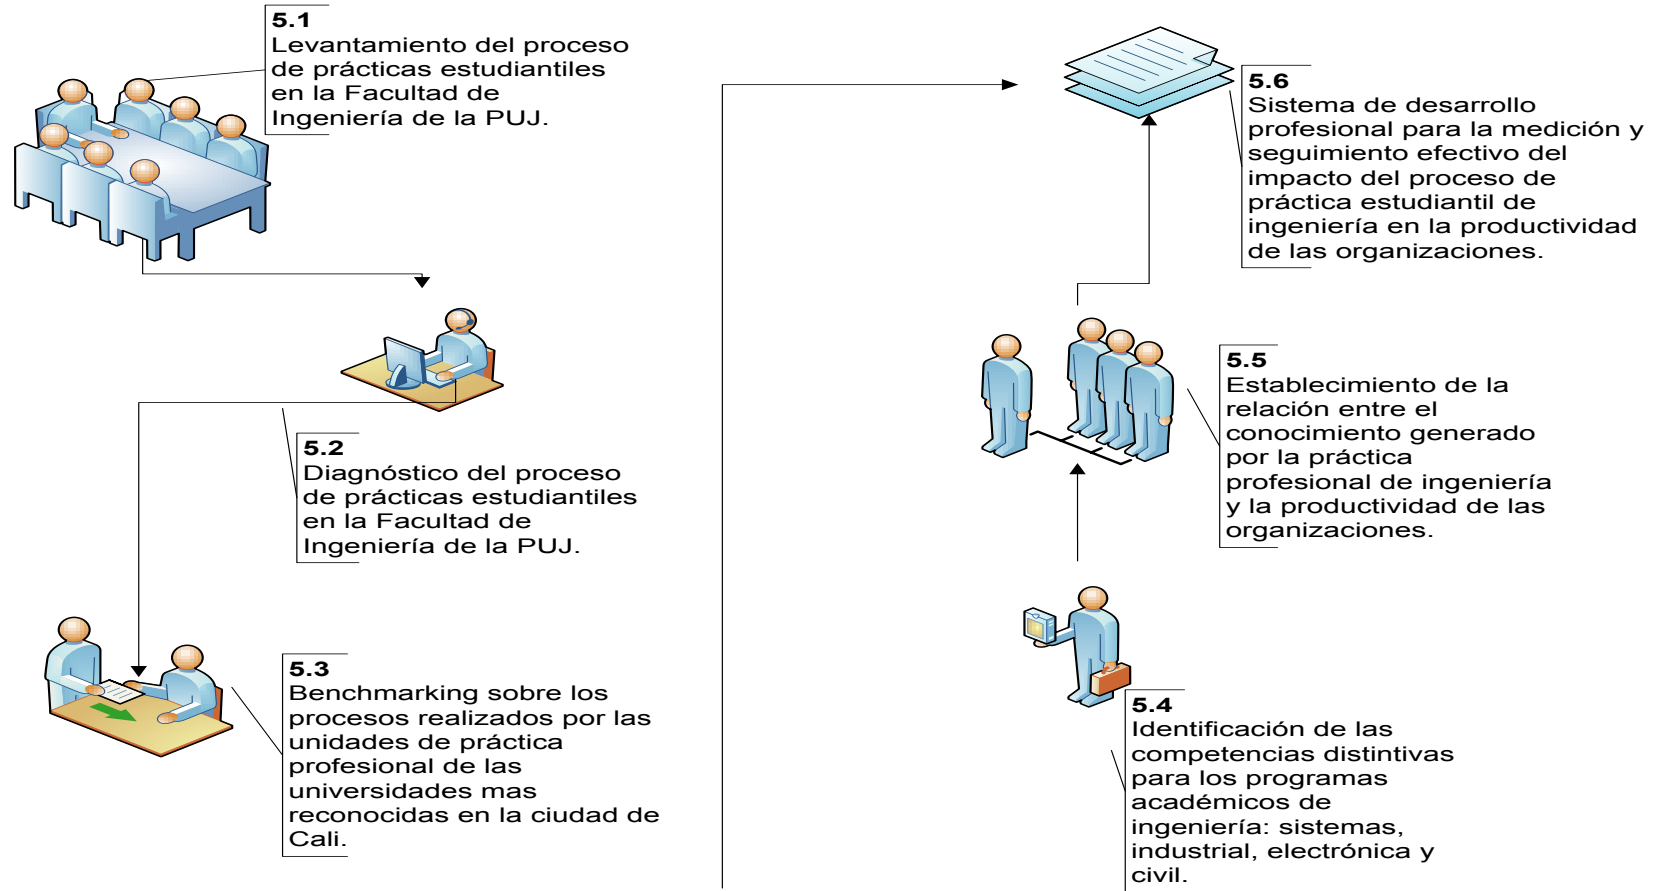 5.1
Levantamiento del proceso
de prácticas estudiantiles
en la Facultad de
Ingeniería de la PUJ.
5.2
Diagnóstico del proceso
de prácticas estudiantiles
en la Facultad de
Ingeniería de la PUJ.
5.3
Benchmarking sobre los
procesos realizados por las
unidades de práctica
profesional de las
universidades mas
reconocidas en la ciudad de
Cali.
5.4
Identificación de las
competencias distintivas
para los programas
académicos de
ingeniería: sistemas,
industrial, electrónica y
civil.
5.5
Establecimiento de la
relación entre el
conocimiento generado
por la práctica
profesional de ingeniería
y la productividad de las
organizaciones.
5.6
Sistema de desarrollo
profesional para la medición y
seguimiento efectivo del
impacto del proceso de
práctica estudiantil de
ingeniería en la productividad
de las organizaciones.